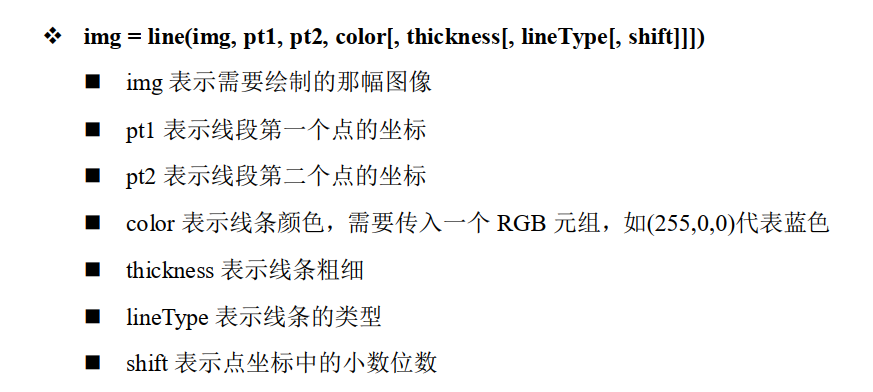 ❖ img = line(img, pt1, pt2, color[, thickness[, lineType[, shift]]])
■ img 表示需要绘制的那幅图像
■ pt1 表示线段第一个点的坐标
■ pt2 表示线段第二个点的坐标
■ color 表示线条颜色，需要传入一个 RGB 元组，如(255,0,0)代表蓝色
■ thickness 表示线条粗细
■ lineType 表示线条的类型
■ shift 表示点坐标中的小数位数